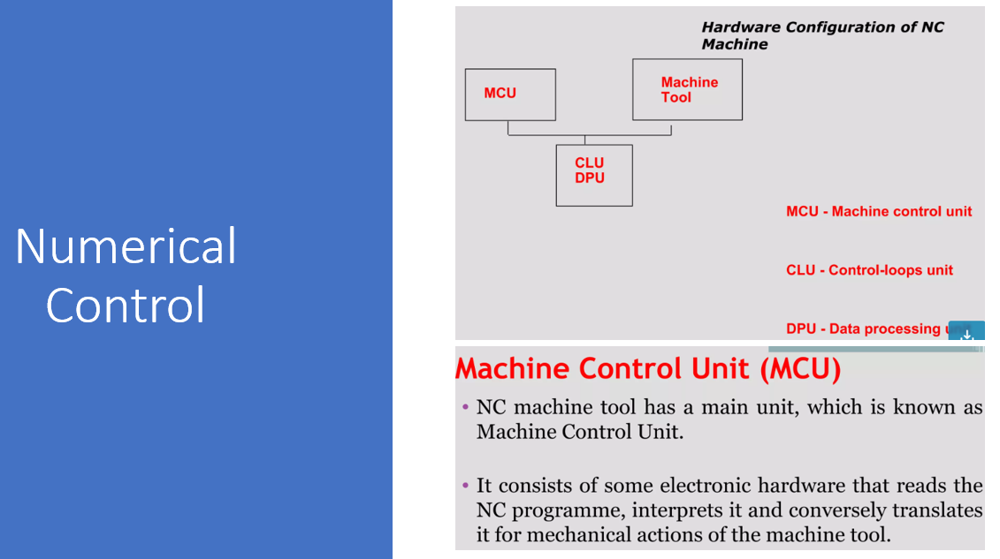 Numerical
Control
Hardware Configuration of NC
Machine
MCU
Machine
Tool
CLU
DPU
MCU - Machine control unit
CLU - Control-loops unit
DPU - Data processing unit
Machine Control Unit (MCU)
• NC machine tool has a main unit, which is known as
Machine Control Unit.
• It consists of some electronic hardware that reads the
NC programme, interprets it and conversely translates
it for mechanical actions of the machine tool.